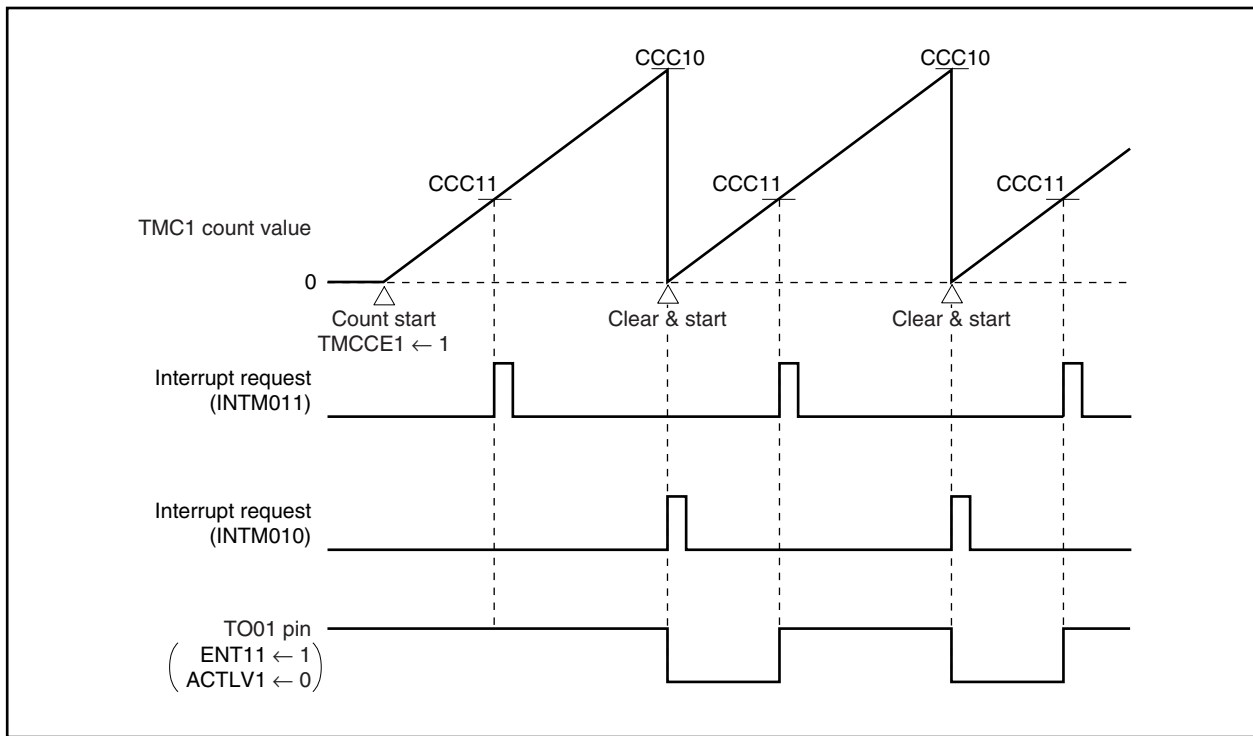 CCC10 CCC10
CCC11 CCC11 CCC11
TMC1 count value
0
Count start Clear & start Clear & start
TMCCE1 ← 1
Interrupt request
(INTM011)
Interrupt request
(INTM010)
TO01 pin
( ENT11 ← 1
ACTLV1 ← 0 )